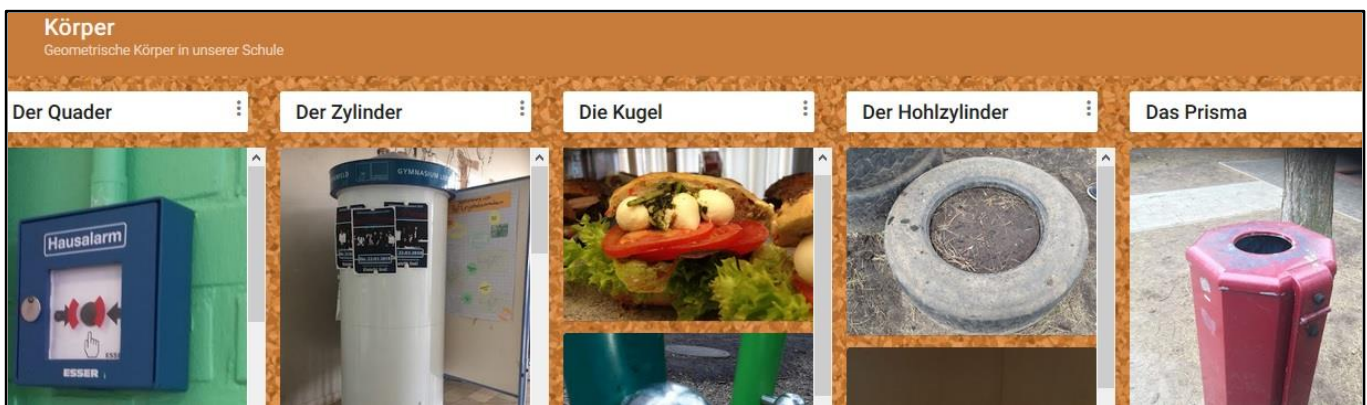 Körper
Geometrische Körper in unserer Schule
Der Quader
Der Zylinder
Die Kugel
Der Hohlzylinder
Das Prisma
Hausalarm
ESSER
GYMNASIUM